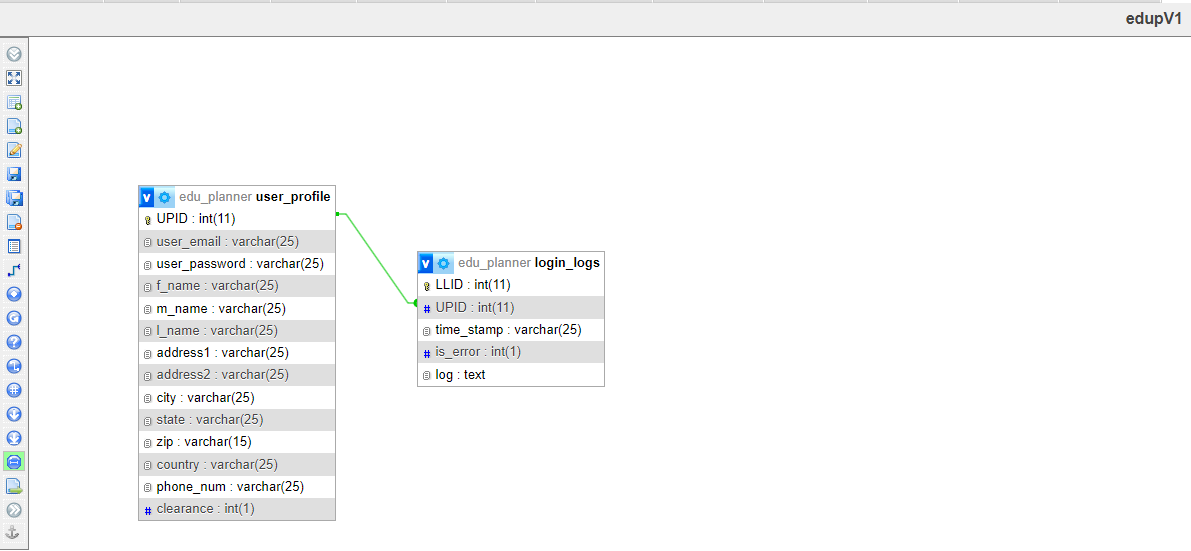 edupV1
v edu_planner user_profile
UPID : int(11)
user_email : varchar(25)
user_password : varchar(25)
f_name : varchar(25)
m_name : varchar(25)
l_name : varchar(25)
address1 : varchar(25)
address2 : varchar(25)
city : varchar(25)
state : varchar(25)
zip : varchar(15)
country : varchar(25)
phone_num : varchar(25)
# clearance : int(1)
v edu_planner login_logs
LLID : int(11)
# UPID : int(11)
time_stamp : varchar(25)
# is_error : int(1)
log : text